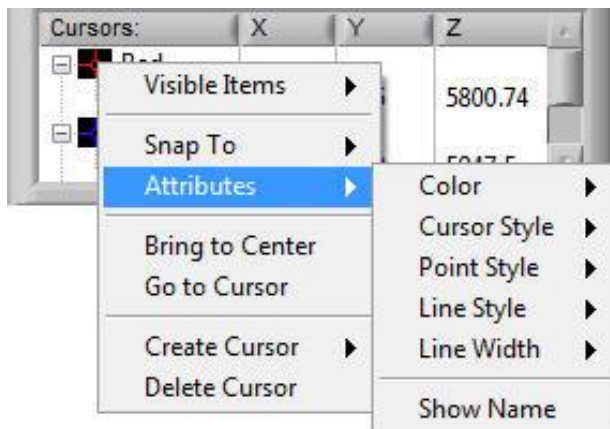 Cursors: X Y Z
Visible Items
5800.74
Snap To
Attributes
Color
Cursor Style
Bring to Center
Point Style
Go to Cursor
Line Style
Create Cursor
Line Width
Delete Cursor
Show Name